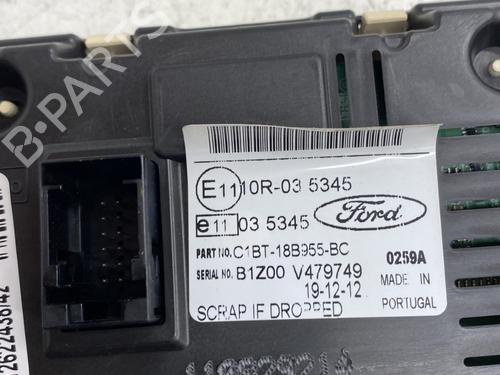 B-PARTS
E11 10R-03 5345
e11 03 5345
Ford
PART NO. C1BT-18B955-BC
0259A
SERIAL NO. B1Z00 V479749
MADE IN
19-12-12
PORTUGAL
SCRAP IF DROPPED